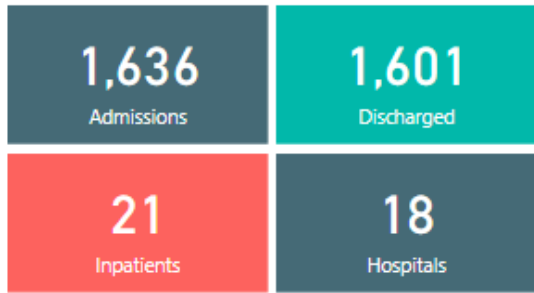 1,636
Admissions
1,601
Discharged
21
Inpatients
18
Hospitals